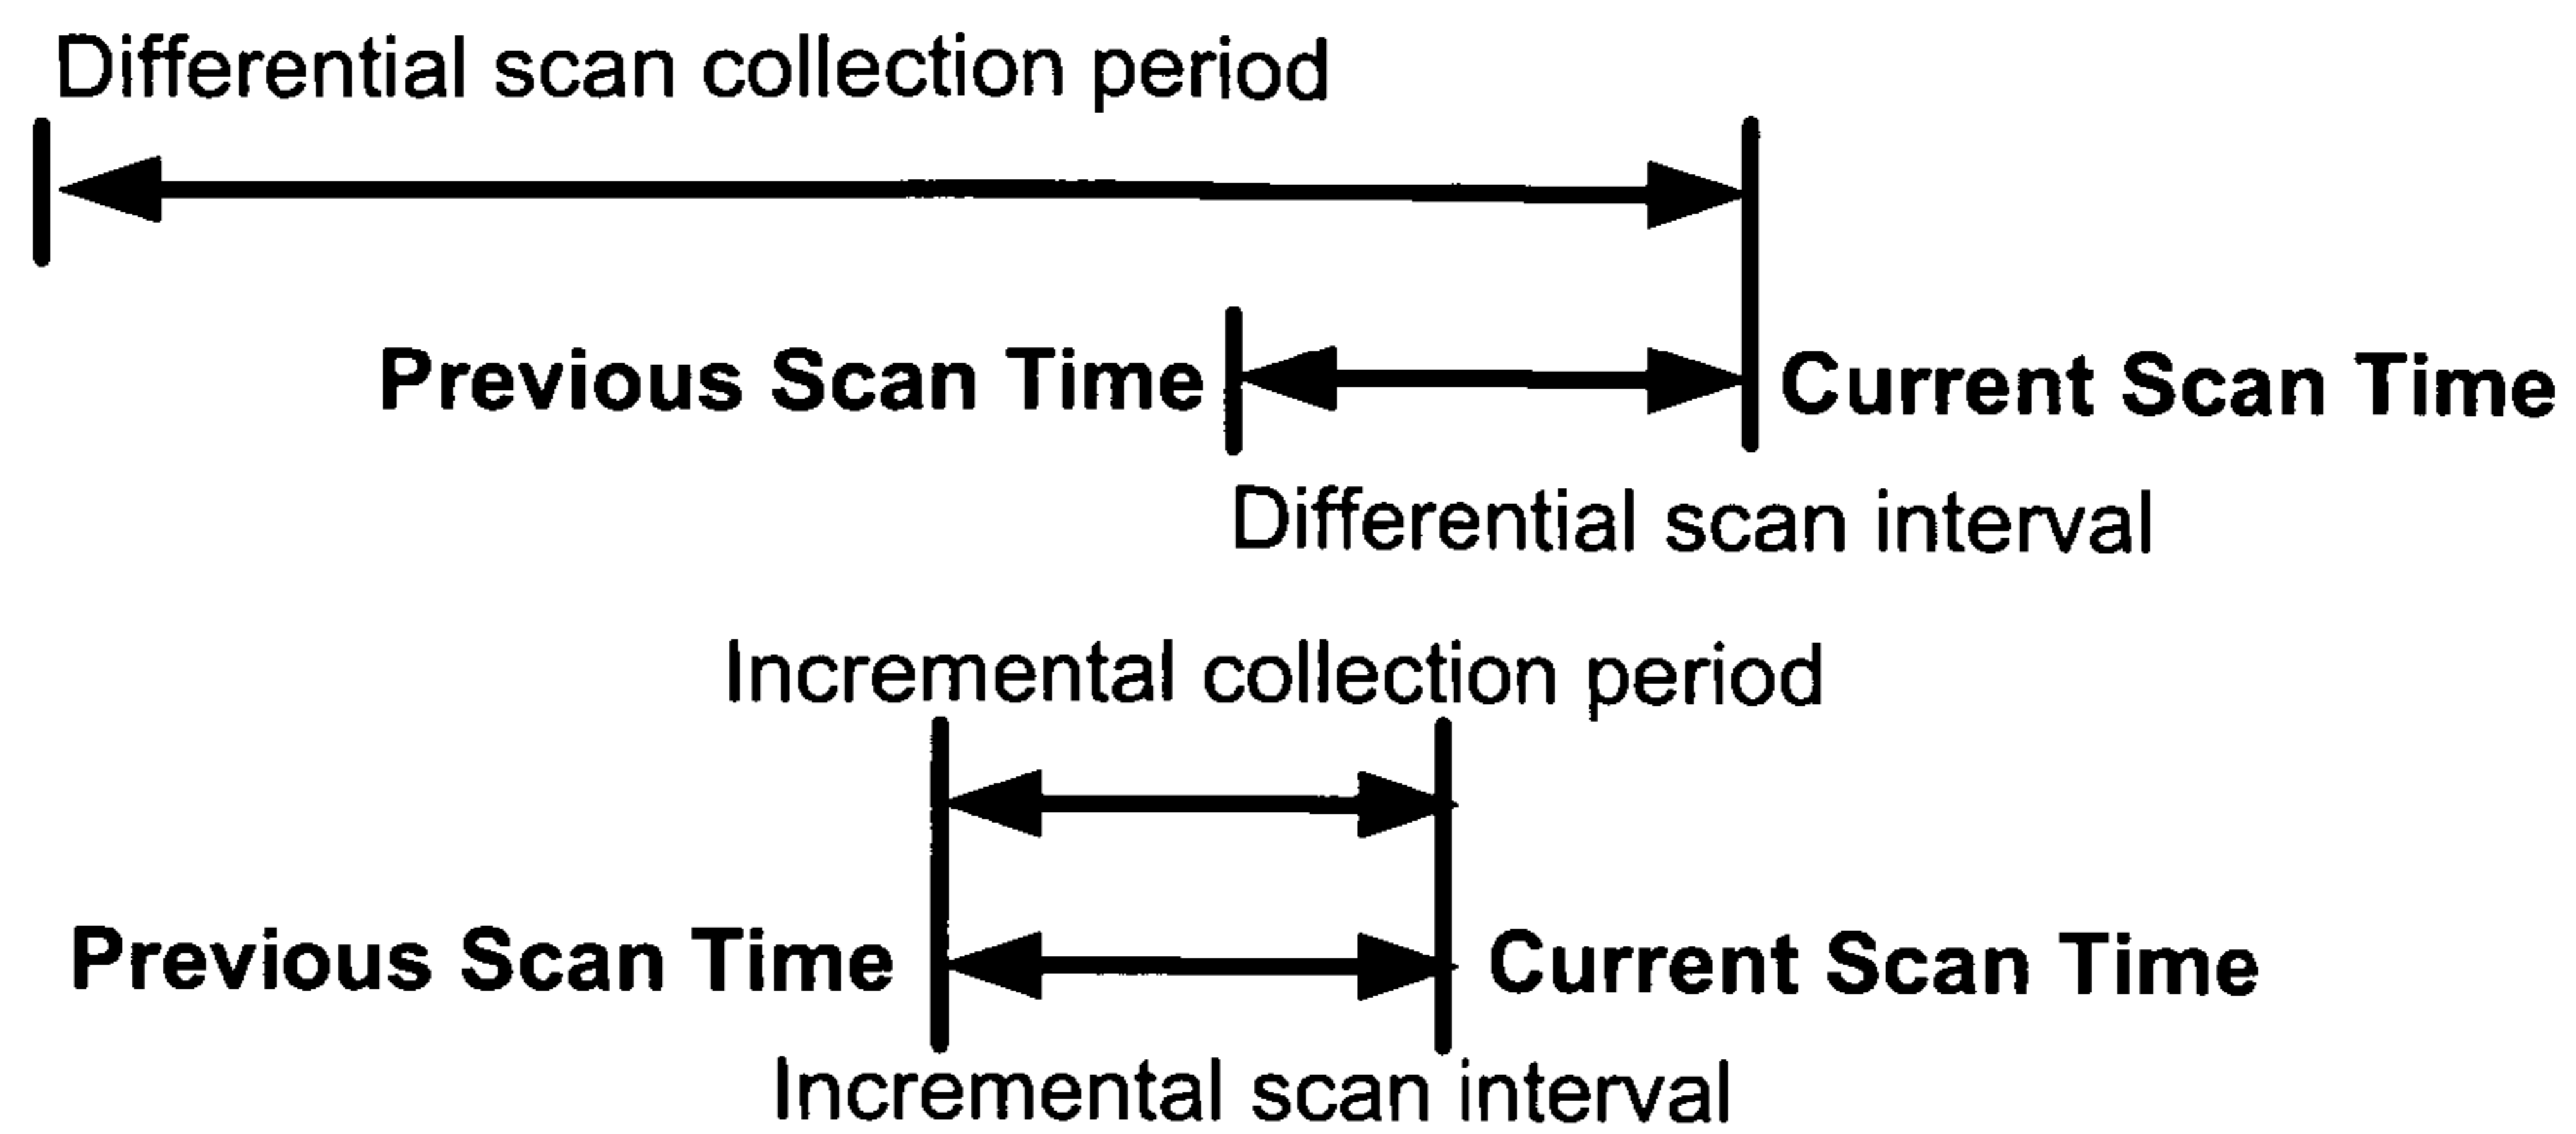 Differential scan collection period
Previous Scan Time Current Scan Time
Differential scan interval
Incremental collection period
Previous Scan Time Current Scan Time
Incremental scan interval